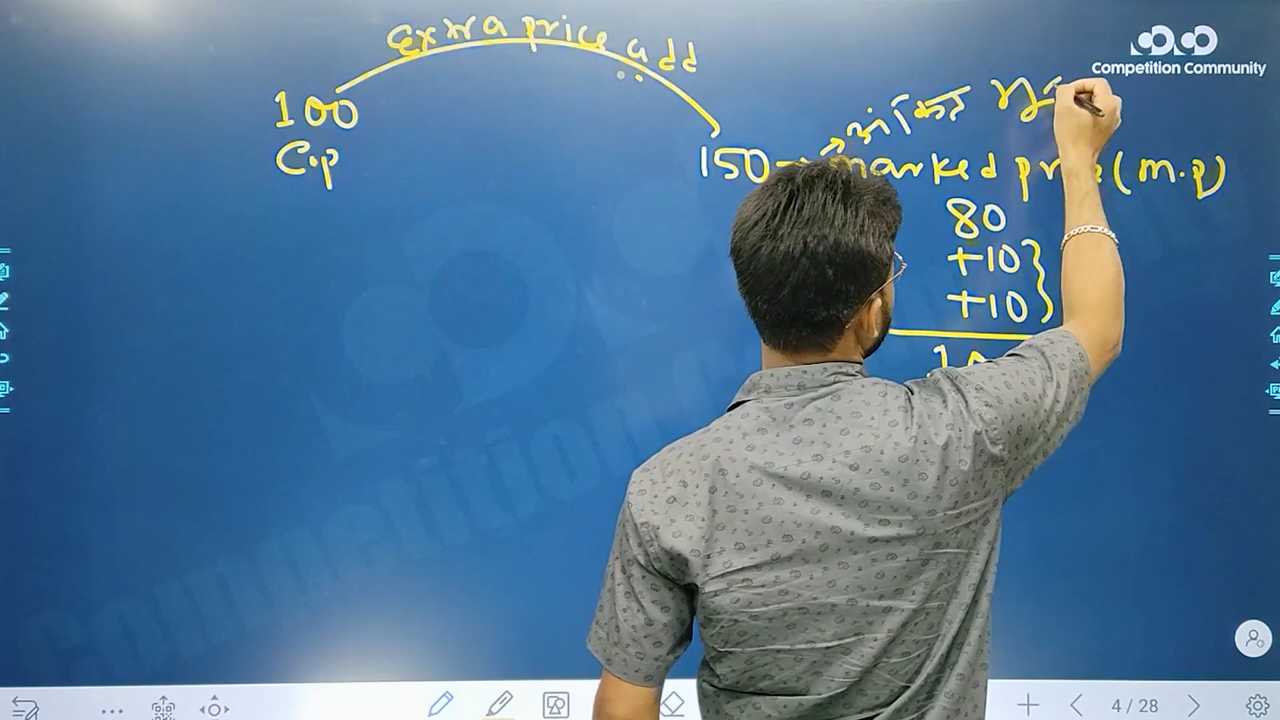 Extra price add
Competition Community
100
C.p
150 → marked price (m.p)
→ अंकित
80
+10
+10
4 / 28